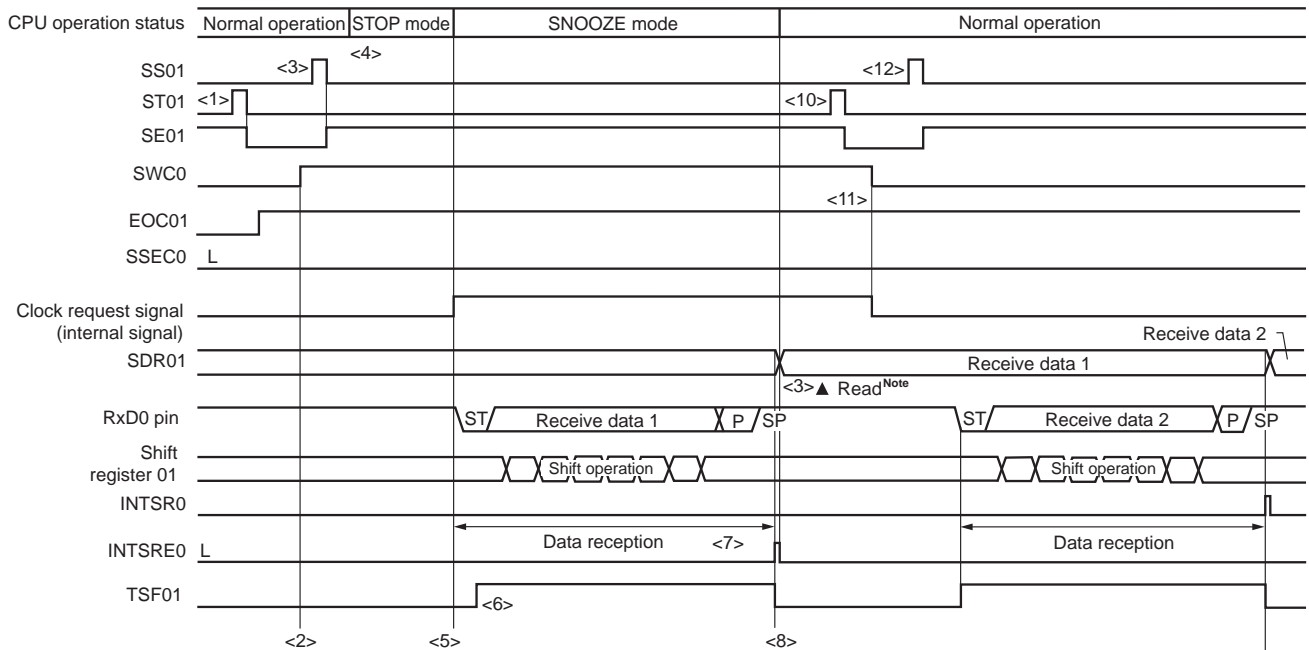 CPU operation status Normal operation STOP mode SNOOZE mode Normal operation
<4>
SS01 <3> <12>
ST01 <1> <10>
SE01
SWC0
<11>
EOC01
SSEC0 L
Clock request signal
(internal signal)
Receive data 2
SDR01 Receive data 1
<3>▲ Read Note
RxD0 pin ST Receive data 1 P SP ST Receive data 2 P SP
Shift
register 01 Shift operation Shift operation
INTSR0
Data reception <7> Data reception
INTSRE0 L
TSF01 <6>
<2> <5> <8>